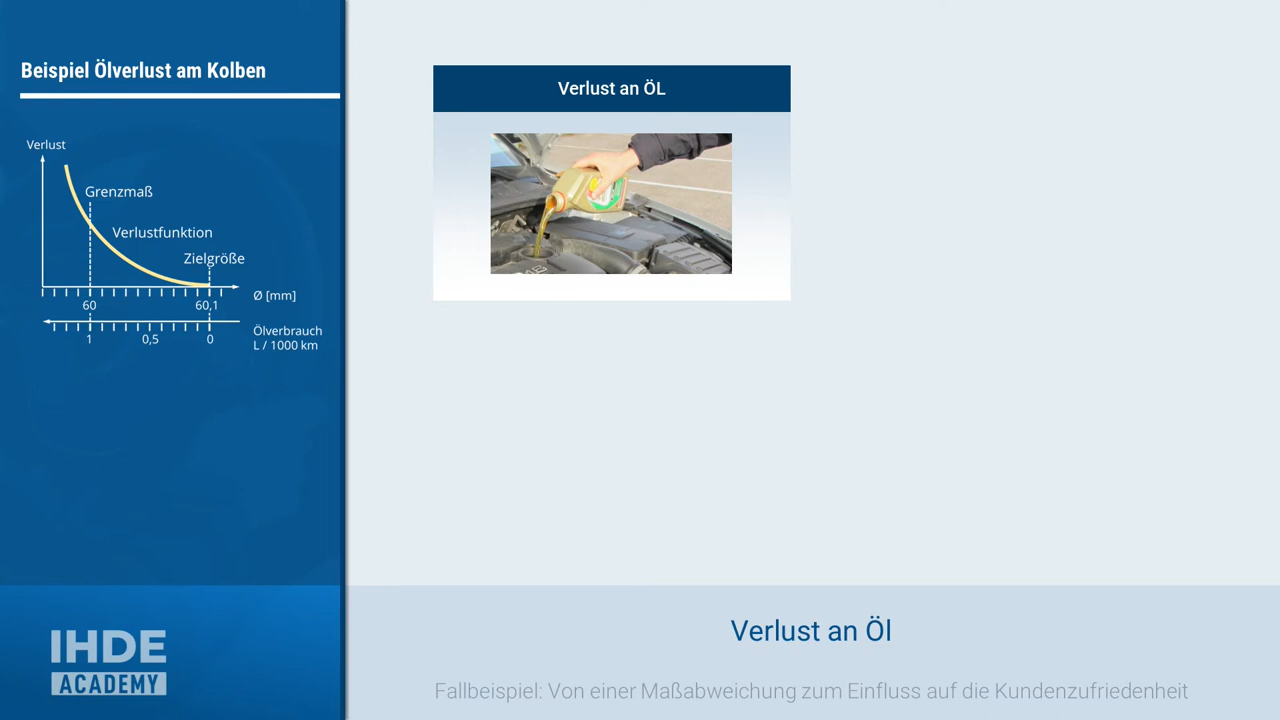 Beispiel Ölverlust am Kolben
Verlust
Grenzmaß
Verlustfunktion
Zielgröße
Ø [mm]
60 60,1
Ölverbrauch
L / 1000 km
1 0,5 0
Verlust an ÖL
Verlust an Öl
Fallbeispiel: Von einer Maßabweichung zum Einfluss auf die Kundenzufriedenheit
IHDE
ACADEMY